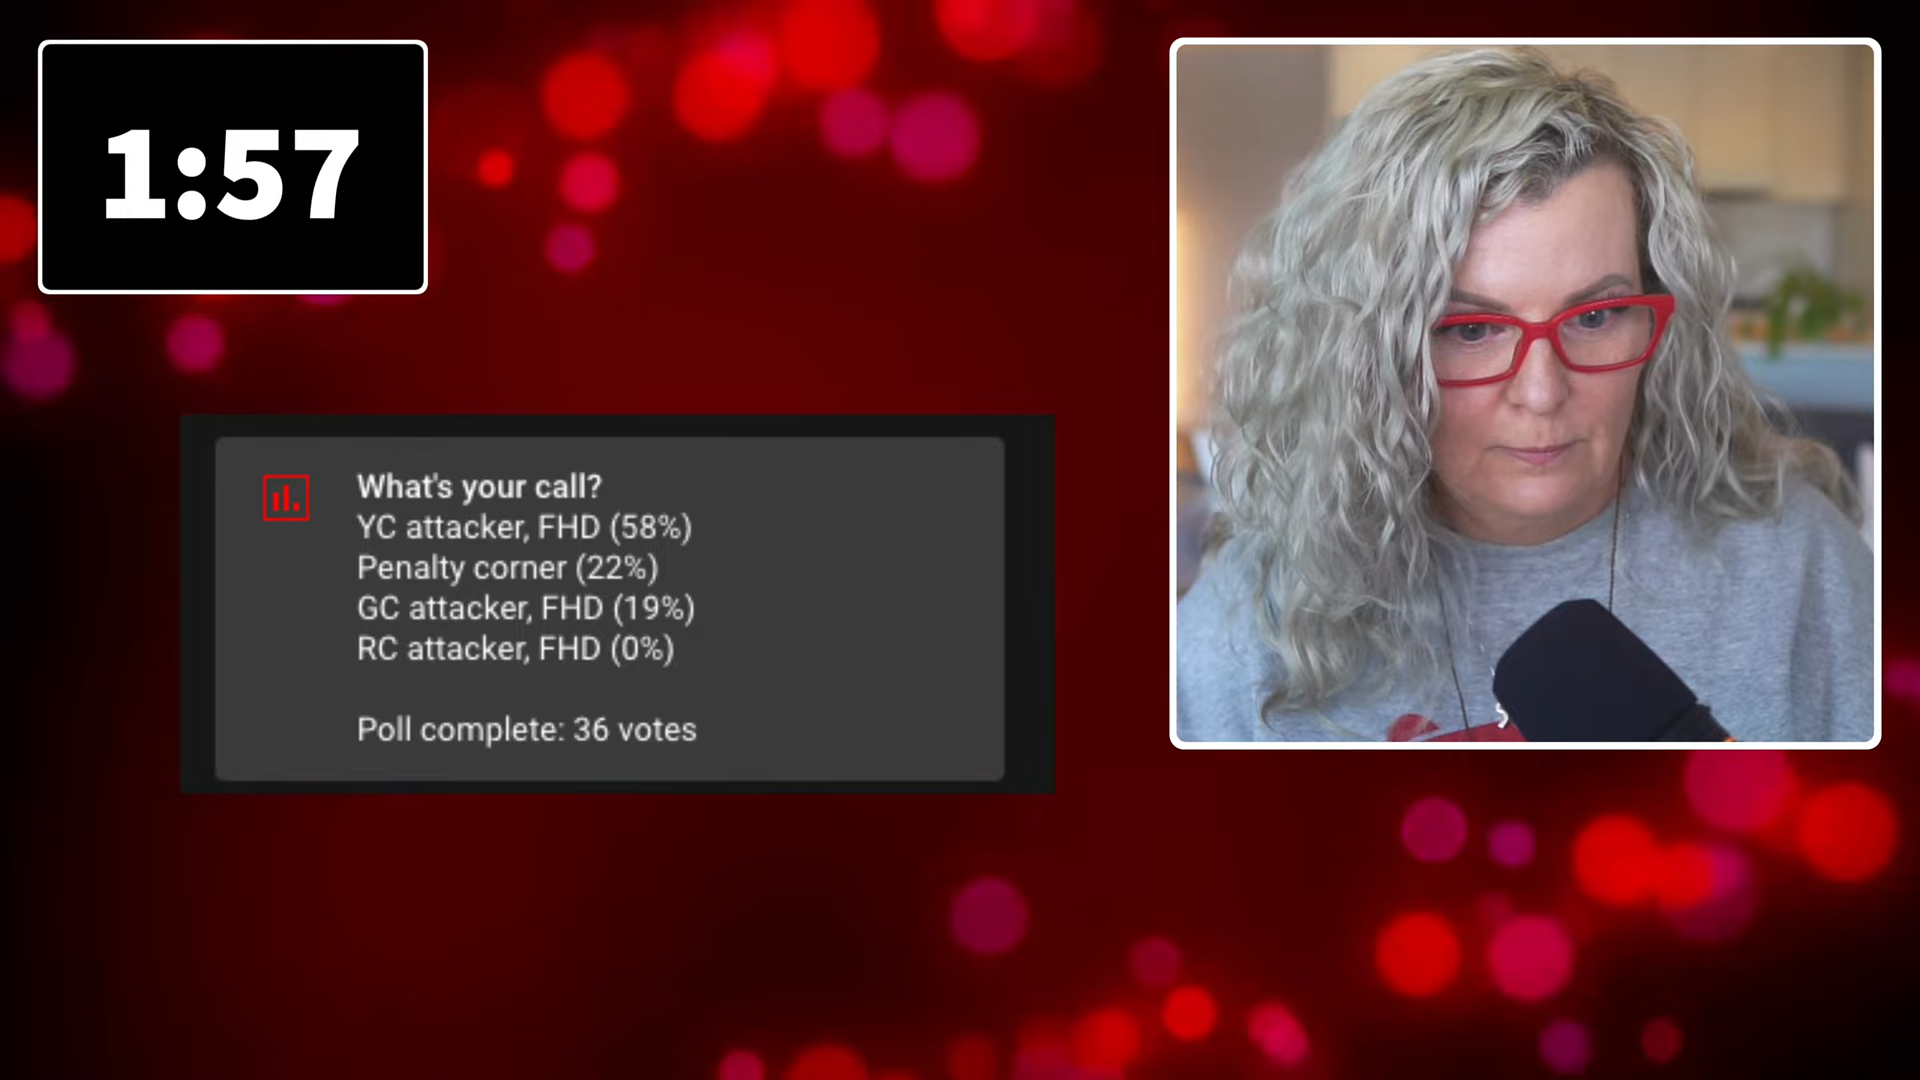 1:57
What's your call?
YC attacker, FHD (58%)
Penalty corner (22%)
GC attacker, FHD (19%)
RC attacker, FHD (0%)
Poll complete: 36 votes